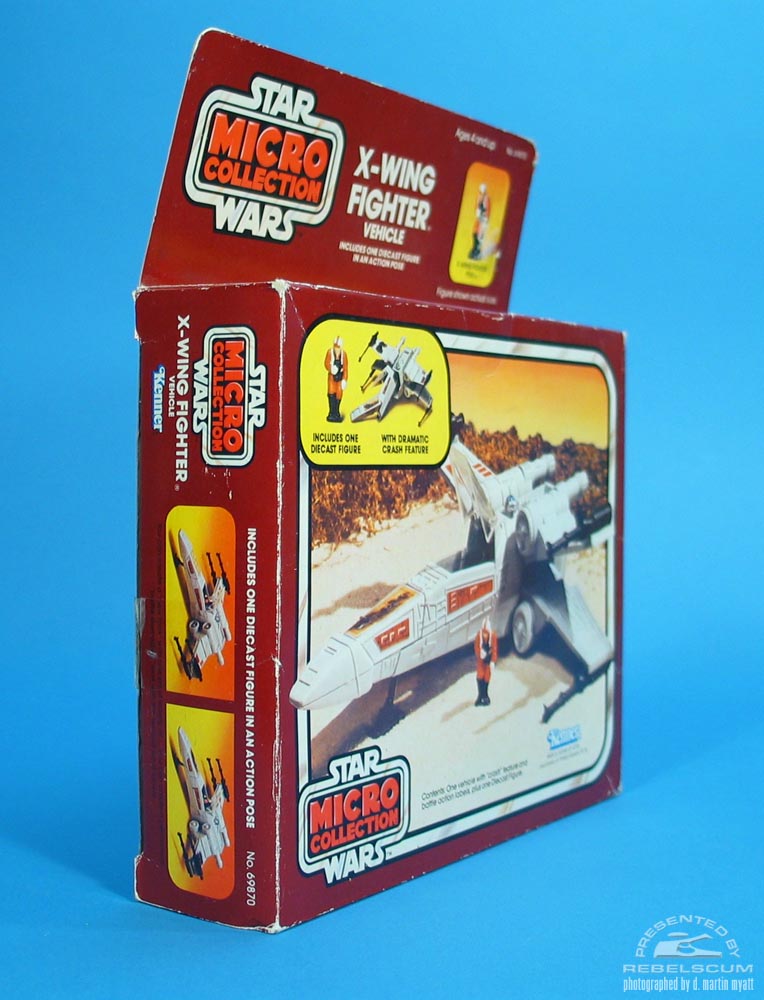 STAR
MICRO
COLLECTION
WARS
X-WING
FIGHTER
VEHICLE
INCLUDES ONE DIECAST FIGURE
IN AN ACTION POSE
Ages 4 and up
No. 69870
Figure shown actual size.
STAR
MICRO
COLLECTION
WARS
X-WING FIGHTER®
VEHICLE
Kenner
INCLUDES ONE DIECAST FIGURE IN AN ACTION POSE
No. 69870
INCLUDES ONE
DIECAST FIGURE
WITH DRAMATIC
CRASH FEATURE
Kenner
STAR
MICRO
COLLECTION
WARS
Contents: One vehicle with "crash" feature and
battle action labels, plus one Diecast Figure.
PRESENTED BY
REBELSCUM
photographed by d. martin myatt